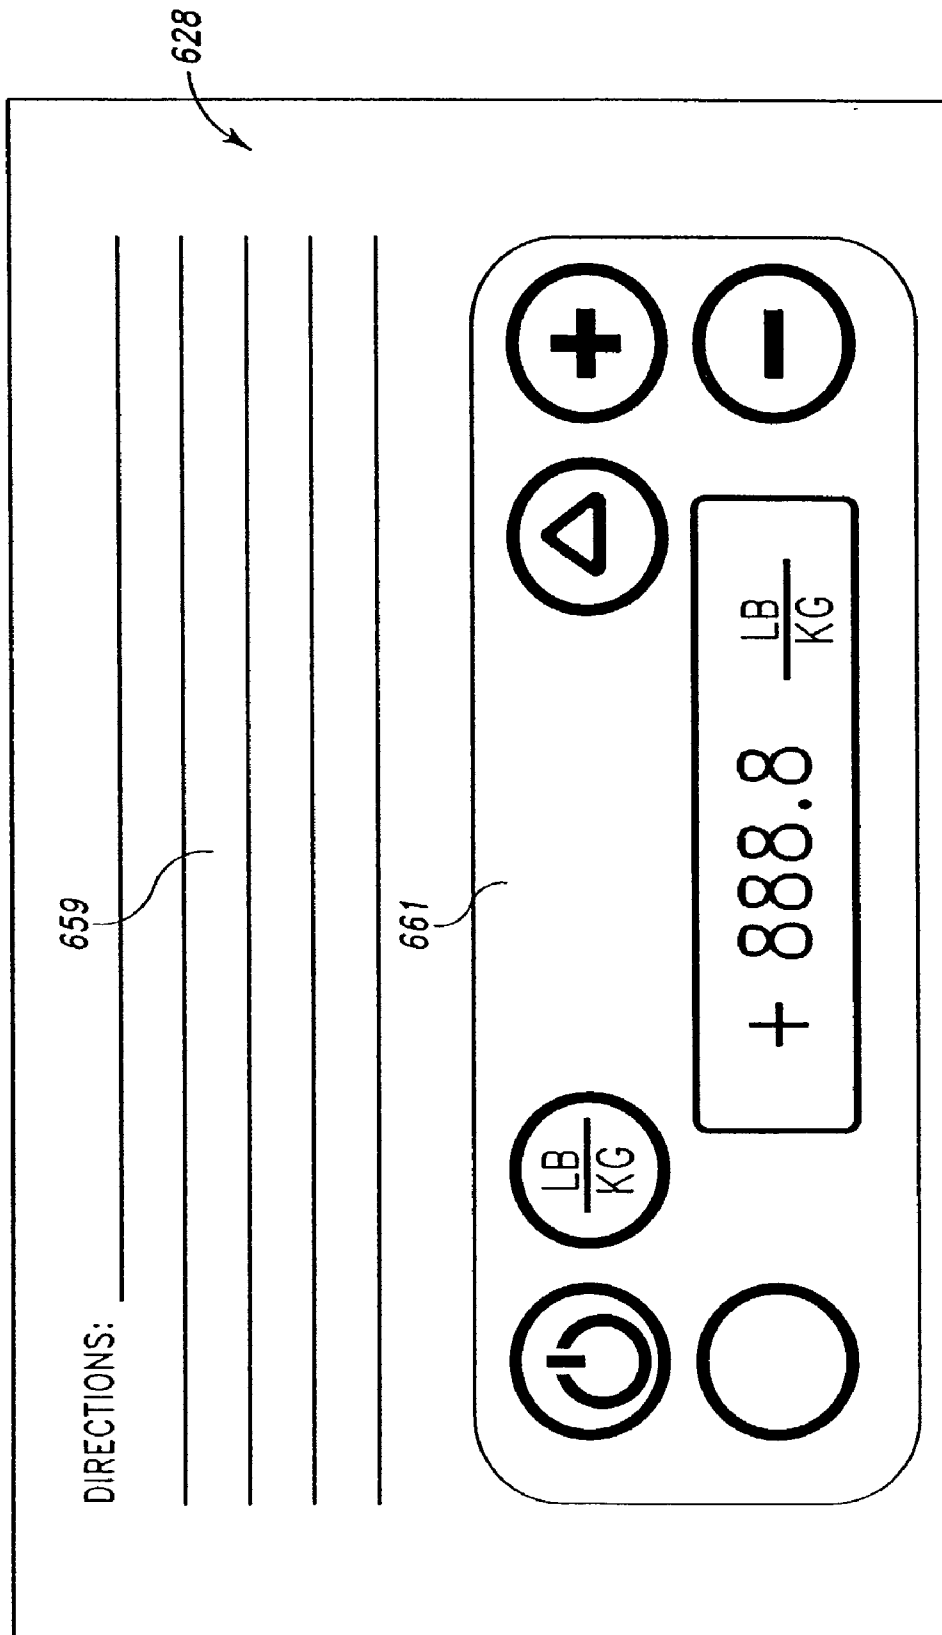 628
DIRECTIONS:
659
661
LB
KG
+
-
+ 888.8 LB
KG